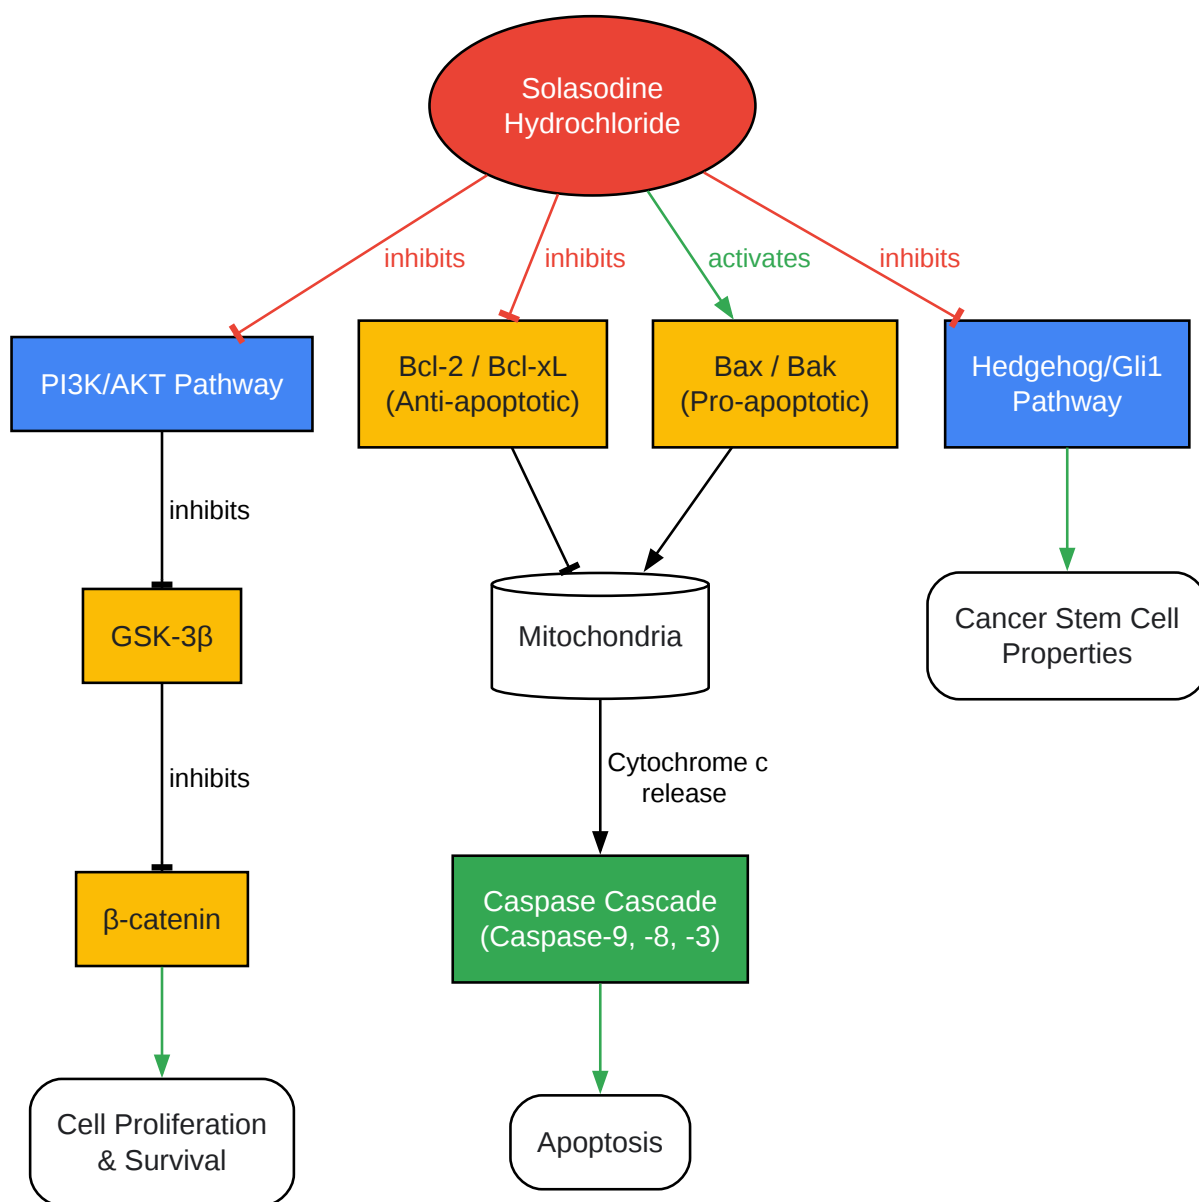 Solasodine
Hydrochloride
inhibits
inhibits
activates
inhibits
PI3K/AKT Pathway
Bcl-2 / Bcl-xL
(Anti-apoptotic)
Bax / Bak
(Pro-apoptotic)
Hedgehog/Gli1
Pathway
inhibits
GSK-3β
Mitochondria
Cancer Stem Cell
Properties
inhibits
Cytochrome c
release
β-catenin
Caspase Cascade
(Caspase-9, -8, -3)
Cell Proliferation
& Survival
Apoptosis